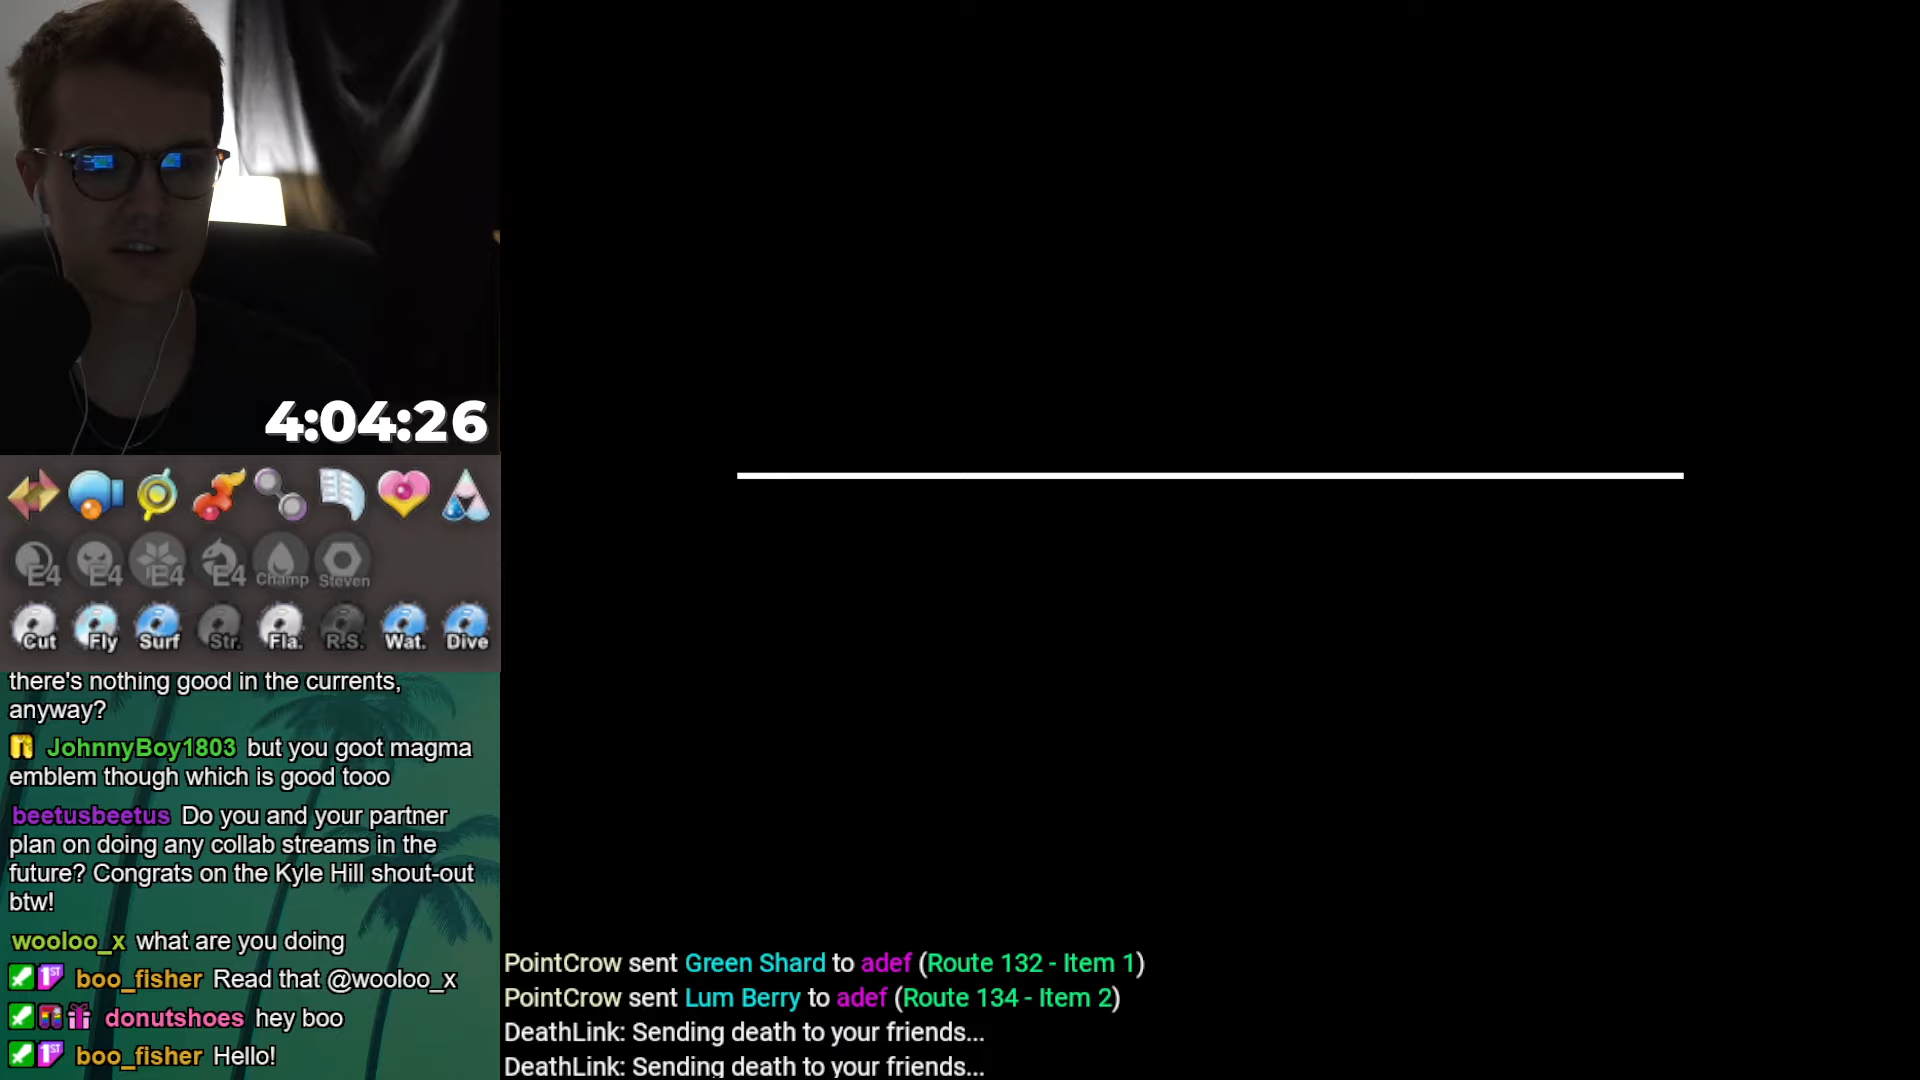 4:04:26
E4 E4 E4 E4 Champ Steven
Cut Fly Surf Str. Fla. R.S. Wat. Dive
there's nothing good in the currents,
anyway?
JohnnyBoy1803 but you goot magma
emblem though which is good tooo
beetusbeetus Do you and your partner
plan on doing any collab streams in the
future? Congrats on the Kyle Hill shout-out
btw!
wooloo_x what are you doing
1ST boo_fisher Read that @wooloo_x
donutshoes hey boo
1ST boo_fisher Hello!
PointCrow sent Green Shard to adef (Route 132 - Item 1)
PointCrow sent Lum Berry to adef (Route 134 - Item 2)
DeathLink: Sending death to your friends...
DeathLink: Sending death to your friends...